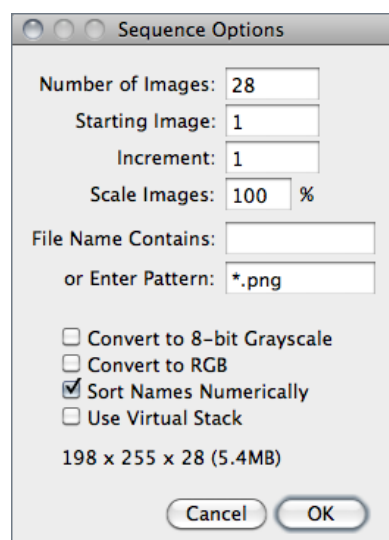 Sequence Options
Number of Images: 28
Starting Image: 1
Increment: 1
Scale Images: 100 %
File Name Contains:
or Enter Pattern: *.png
Convert to 8-bit Grayscale
Convert to RGB
Sort Names Numerically
Use Virtual Stack
198 x 255 x 28 (5.4MB)
Cancel OK